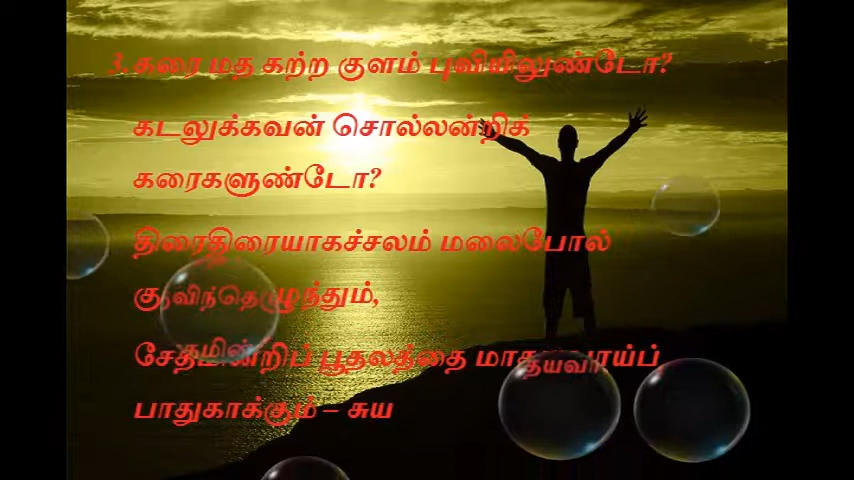 3. கரை மத கற்ற குளம் புவியிலுண்டோ?
கடலுக்கவன் சொல்லன்றிக்
கரைகளுண்டோ?
திரைதிரையாகச்சலம் மலைபோல்
குவிந்தெழுந்தும்,
சேதமின்றிப் பூதலத்தை
பாதுகாக்கும் – சுய